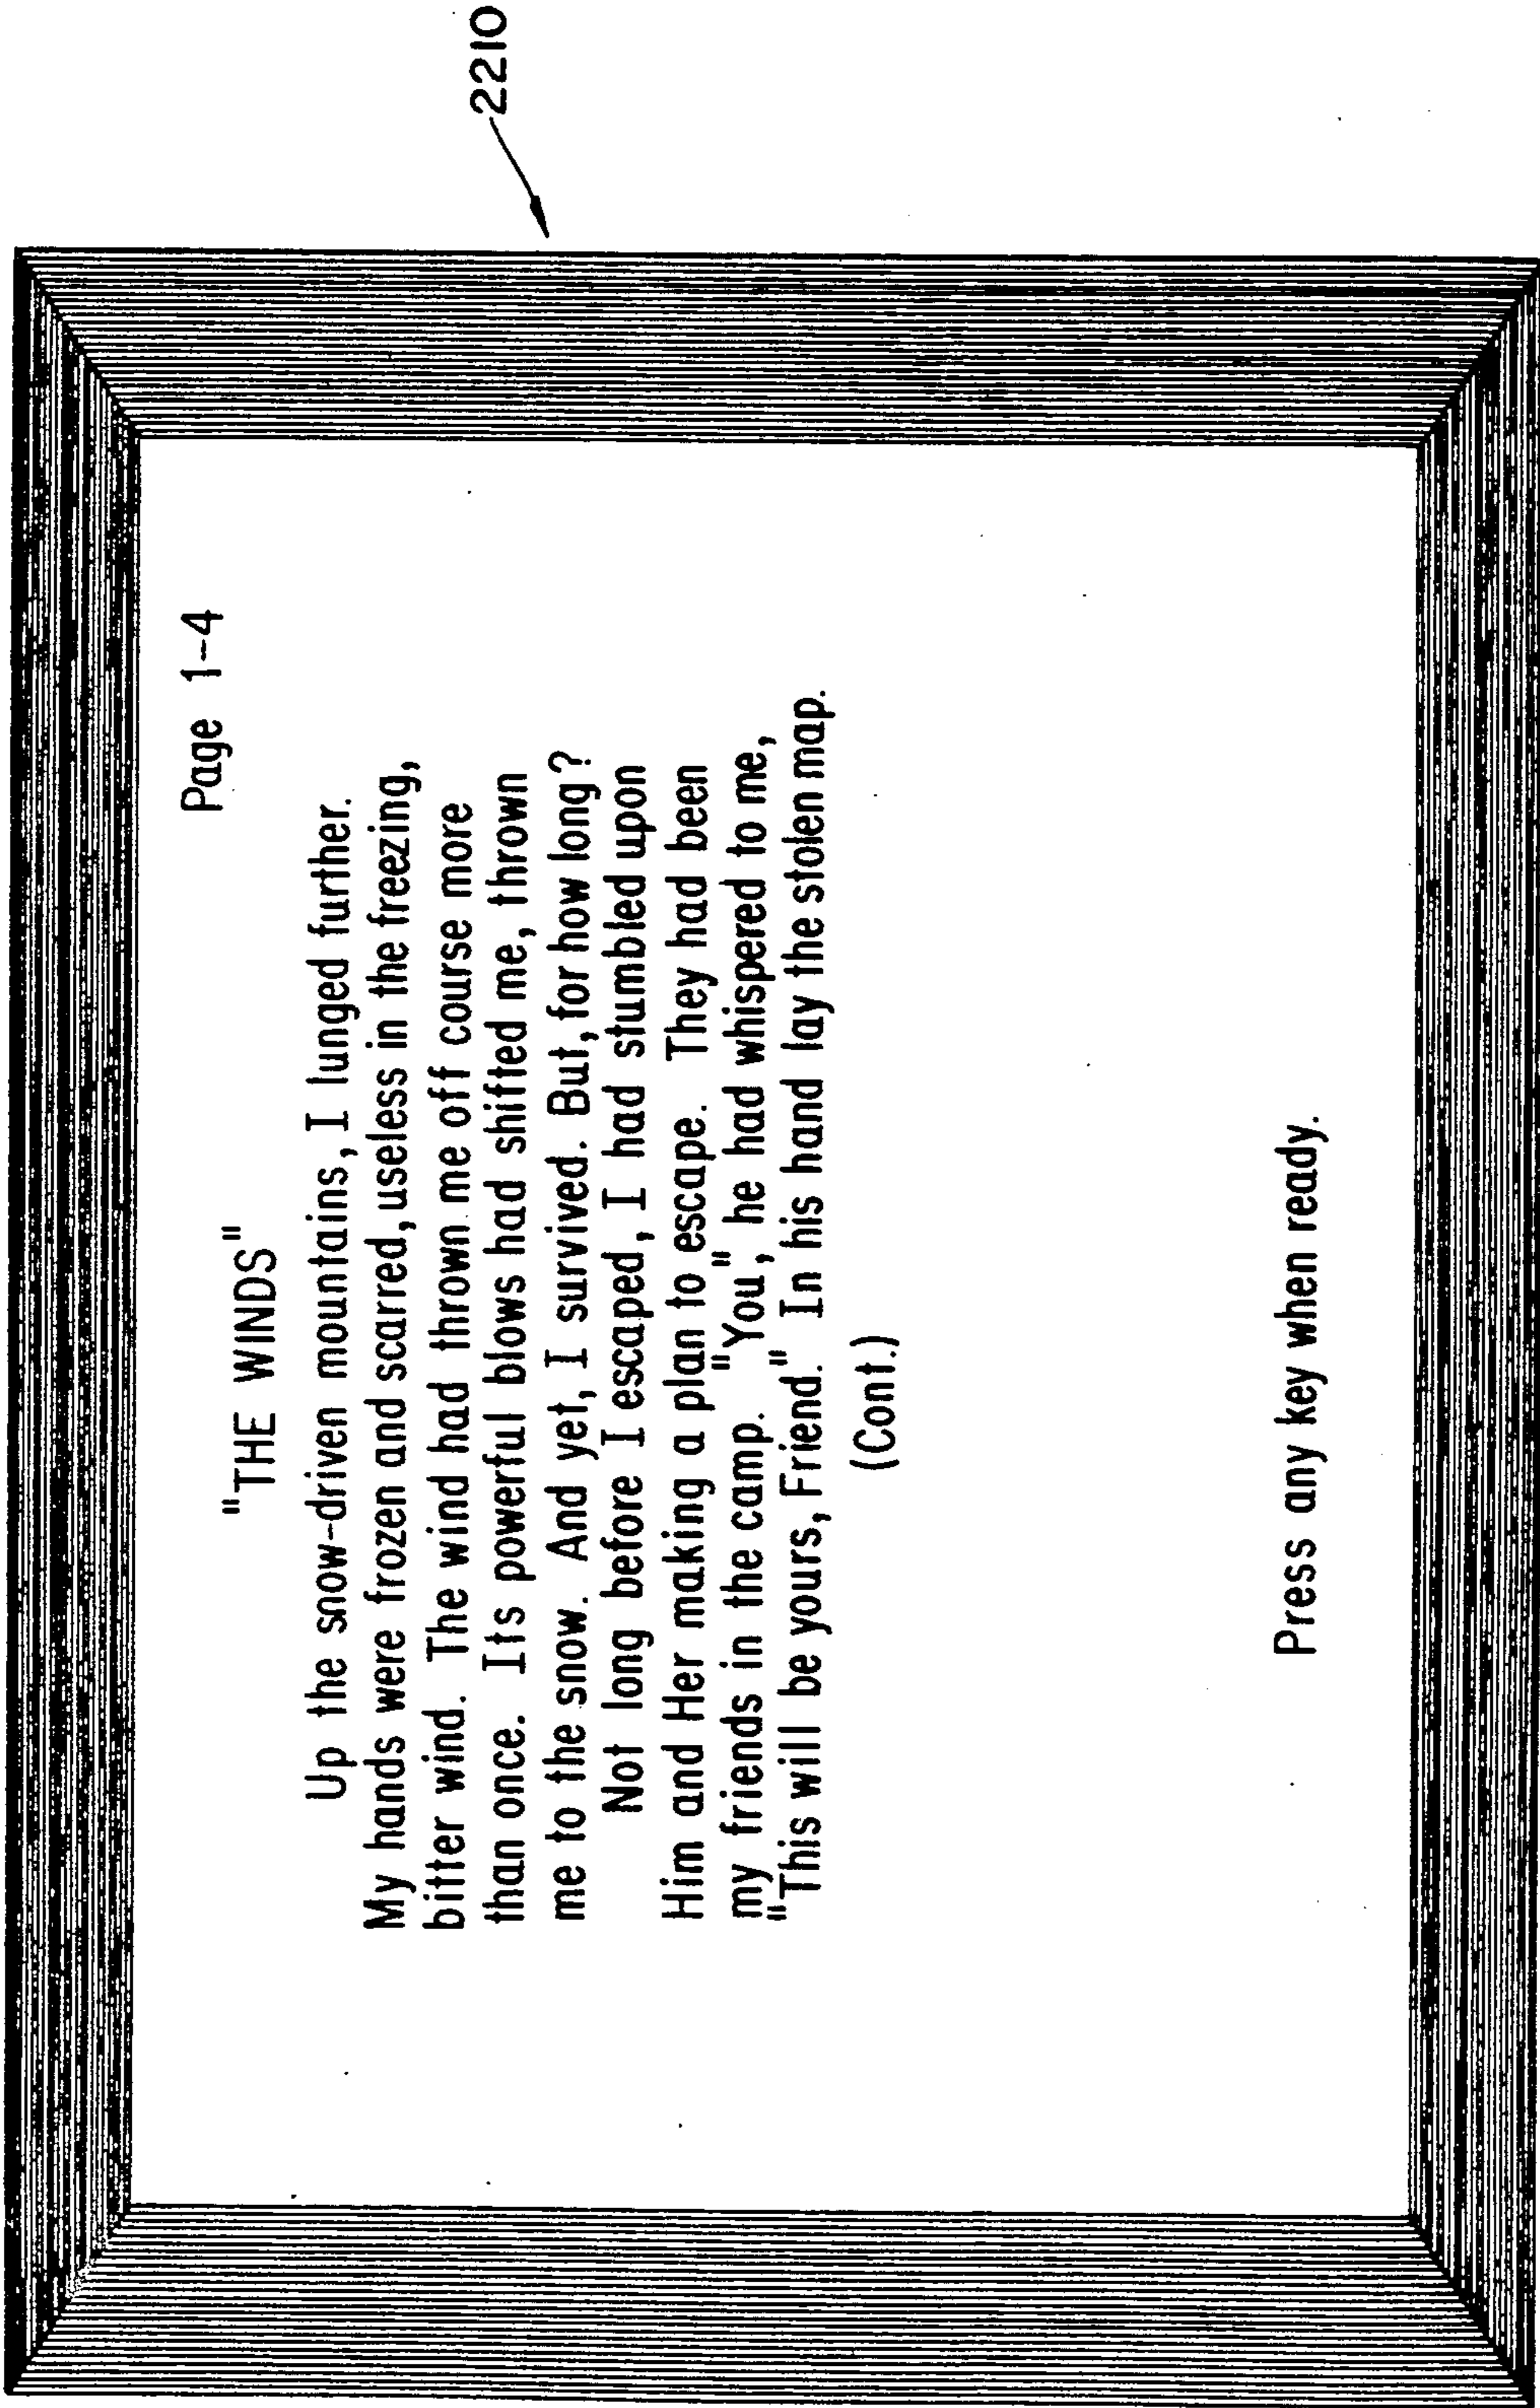 2210
Page 1-4
"THE WINDS"
Up the snow-driven mountains, I lunged further.
My hands were frozen and scarred, useless in the freezing,
bitter wind. The wind had thrown me off course more
than once. Its powerful blows had shifted me, thrown
me to the snow. And yet, I survived. But, for how long?
Not long before I escaped, I had stumbled upon
Him and Her making a plan to escape. They had been
my friends in the camp. "You", he had whispered to me,
"This will be yours, Friend." In his hand lay the stolen map.
(Cont.)
Press any key when ready.